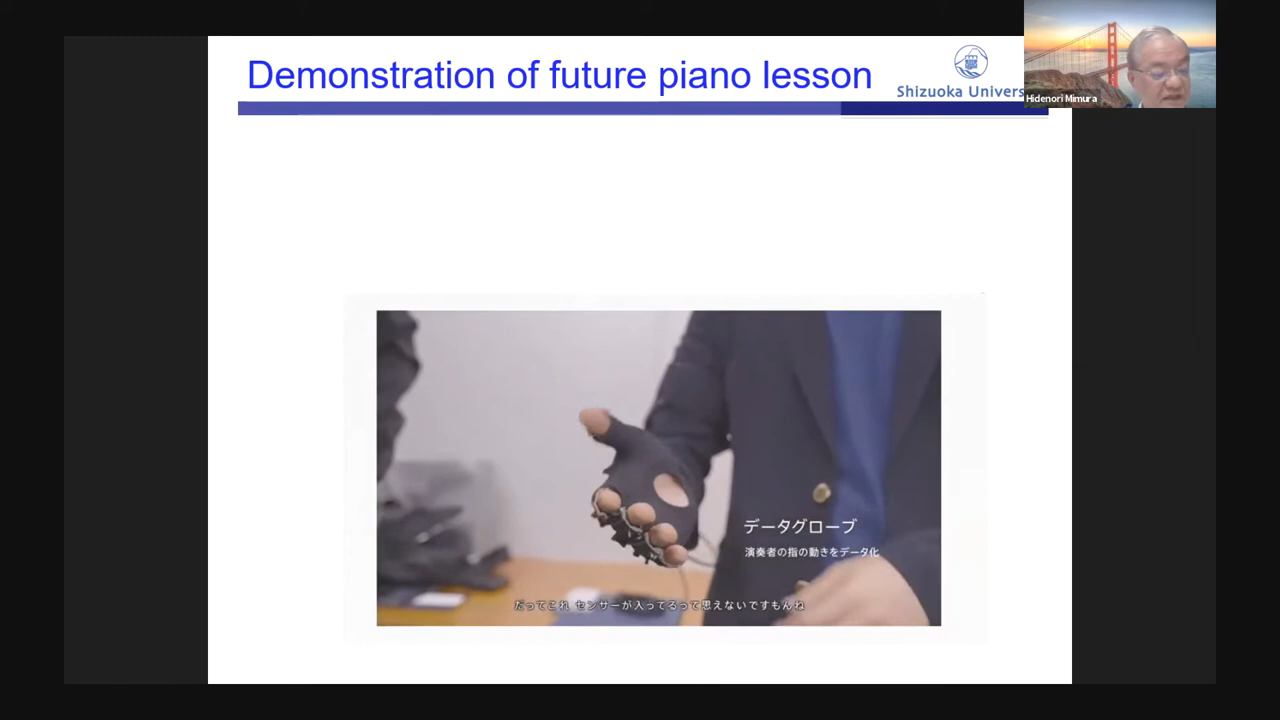 Demonstration of future piano lesson
Shizuoka Univers
Hidenori Mimura
データグローブ
演奏者の指の動きをデータ化
だってこれ センサーが入ってるって思えないですもんね